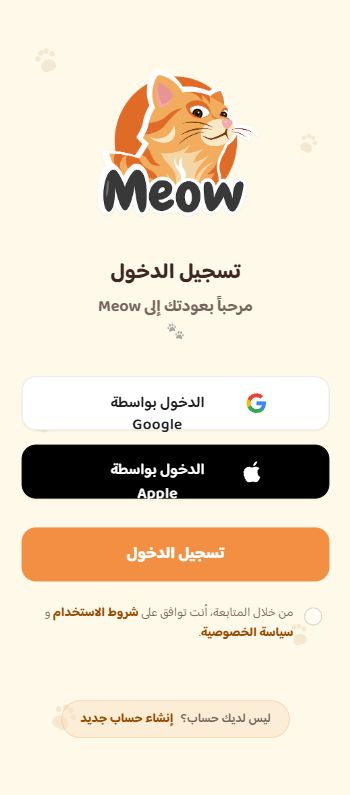 Meow
تسجيل الدخول
مرحباً بعودتك إلى Meow
🐾
الدخول بواسطة
Google
الدخول بواسطة
Apple
تسجيل الدخول
من خلال المتابعة، أنت توافق على شروط الاستخدام و
سياسة الخصوصية.
ليس لديك حساب؟ إنشاء حساب جديد